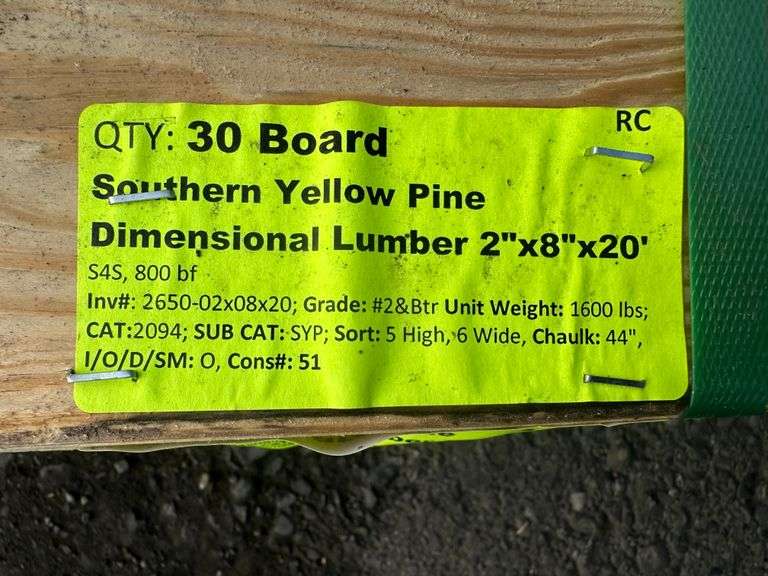 QTY: 30 Board
RC
Southern Yellow Pine
Dimensional Lumber 2"x8"x20'
S4S, 800 bf
Inv#: 2650-02x08x20; Grade: #2&Btr Unit Weight: 1600 lbs;
CAT:2094; SUB CAT: SYP; Sort: 5 High, 6 Wide, Chaulk: 44",
I/O/D/SM: O, Cons#: 51